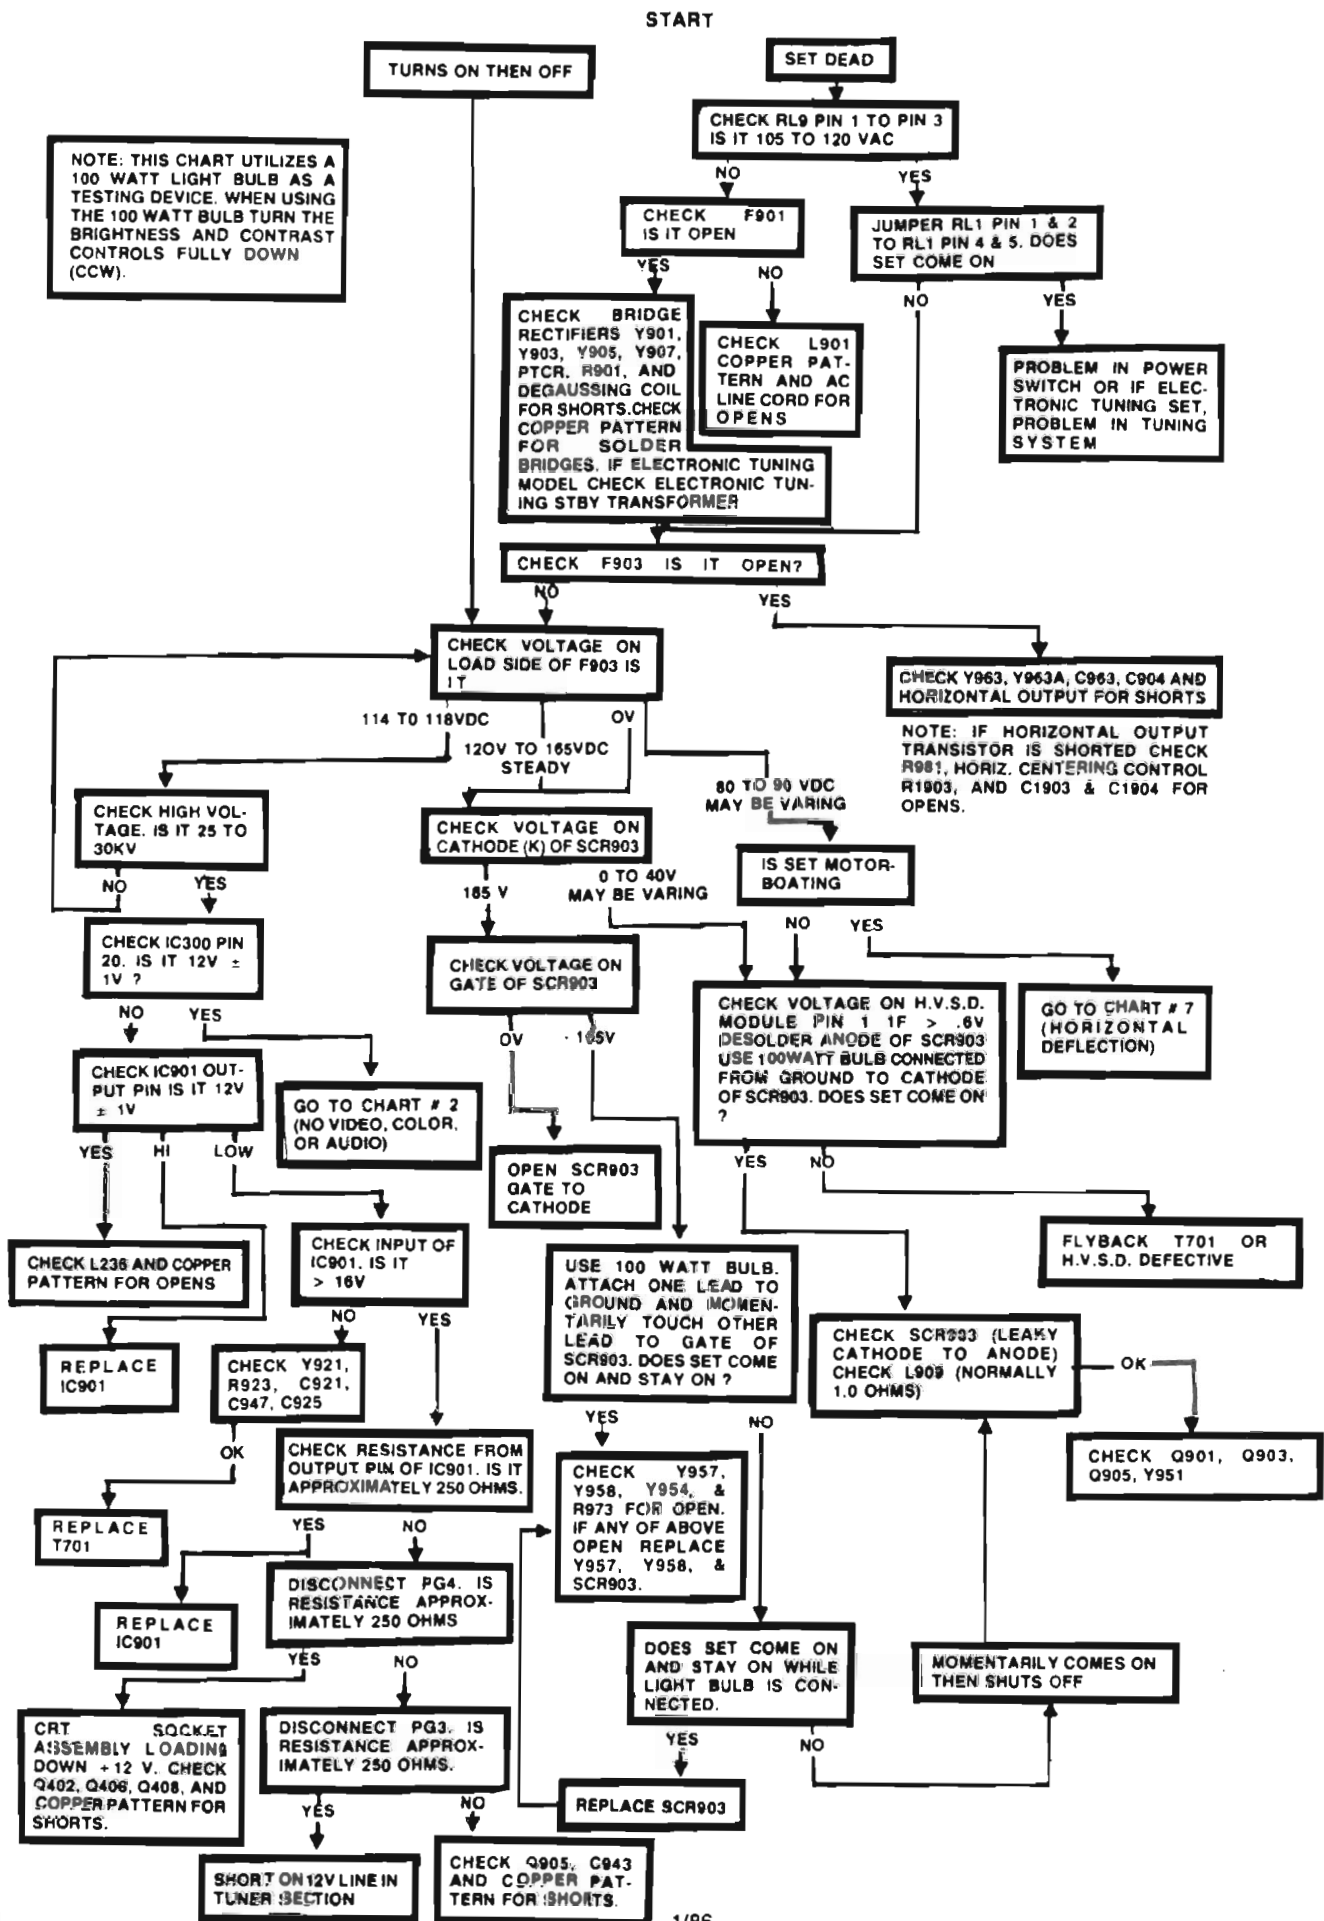 START
TURNS ON THEN OFF
SET DEAD
CHECK RL9 PIN 1 TO PIN 3
IS IT 105 TO 120 VAC
NOTE: THIS CHART UTILIZES A
100 WATT LIGHT BULB AS A
TESTING DEVICE. WHEN USING
THE 100 WATT BULB TURN THE
BRIGHTNESS AND CONTRAST
CONTROLS FULLY DOWN
(CCW).
NO
YES
CHECK F901
IS IT OPEN
JUMPER RL1 PIN 1 & 2
TO RL1 PIN 4 & 5. DOES
SET COME ON
YES
NO
NO
YES
CHECK BRIDGE
RECTIFIERS Y901,
Y903, Y905, Y907,
PTCR. R901, AND
DEGAUSSING COIL
FOR SHORTS.CHECK
COPPER PATTERN
FOR SOLDER
BRIDGES. IF ELECTRONIC TUNING
MODEL CHECK ELECTRONIC TUN-
ING STBY TRANSFORMER
CHECK L901
COPPER PAT-
TERN AND AC
LINE CORD FOR
OPENS
PROBLEM IN POWER
SWITCH OR IF ELEC-
TRONIC TUNING SET,
PROBLEM IN TUNING
SYSTEM
CHECK F903 IS IT OPEN?
NO
YES
CHECK VOLTAGE ON
LOAD SIDE OF F903 IS
IT
CHECK Y963, Y963A, C963, C904 AND
HORIZONTAL OUTPUT FOR SHORTS
NOTE: IF HORIZONTAL OUTPUT
TRANSISTOR IS SHORTED CHECK
R981, HORIZ. CENTERING CONTROL
R1903, AND C1903 & C1904 FOR
OPENS.
114 TO 118VDC
120V TO 165VDC
STEADY
OV
80 TO 90 VDC
MAY BE VARING
CHECK HIGH VOL-
TAGE. IS IT 25 TO
30KV
CHECK VOLTAGE ON
CATHODE (K) OF SCR903
IS SET MOTOR-
BOATING
NO
YES
165 V
0 TO 40V
MAY BE VARING
NO
YES
CHECK IC300 PIN
20. IS IT 12V ±
1V ?
CHECK VOLTAGE ON
GATE OF SCR903
CHECK VOLTAGE ON H.V.S.D.
MODULE PIN 1 1F > .6V
DESOLDER ANODE OF SCR903
USE 100WATT BULB CONNECTED
FROM GROUND TO CATHODE
OF SCR903. DOES SET COME ON
?
GO TO CHART # 7
(HORIZONTAL
DEFLECTION)
NO
YES
OV
165V
CHECK IC901 OUT-
PUT PIN IS IT 12V
± 1V
GO TO CHART # 2
(NO VIDEO, COLOR,
OR AUDIO)
YES
HI
LOW
OPEN SCR903
GATE TO
CATHODE
YES
NO
CHECK L236 AND COPPER
PATTERN FOR OPENS
CHECK INPUT OF
IC901. IS IT
> 16V
USE 100 WATT BULB.
ATTACH ONE LEAD TO
GROUND AND MOMEN-
TARILY TOUCH OTHER
LEAD TO GATE OF
SCR903. DOES SET COME
ON AND STAY ON ?
FLYBACK T701 OR
H.V.S.D. DEFECTIVE
NO
YES
REPLACE
IC901
CHECK Y921,
R923, C921,
C947, C925
CHECK SCR903 (LEAKY
CATHODE TO ANODE)
CHECK L909 (NORMALLY
1.0 OHMS)
OK
OK
YES
NO
CHECK RESISTANCE FROM
OUTPUT PIN OF IC901. IS IT
APPROXIMATELY 250 OHMS.
CHECK Y957,
Y958, Y954, &
R973 FOR OPEN.
IF ANY OF ABOVE
OPEN REPLACE
Y957, Y958, &
SCR903.
CHECK Q901, Q903,
Q905, Y951
REPLACE
T701
YES
NO
DISCONNECT PG4. IS
RESISTANCE APPROX-
IMATELY 250 OHMS
REPLACE
IC901
YES
NO
DOES SET COME ON
AND STAY ON WHILE
LIGHT BULB IS CON-
NECTED.
MOMENTARILY COMES ON
THEN SHUTS OFF
CRT SOCKET
ASSEMBLY LOADING
DOWN +12 V. CHECK
Q402, Q406, Q408, AND
COPPER PATTERN FOR
SHORTS.
DISCONNECT PG3. IS
RESISTANCE APPROX-
IMATELY 250 OHMS.
YES
NO
YES
NO
REPLACE SCR903
SHORT ON 12V LINE IN
TUNER SECTION
CHECK Q905, C943
AND COPPER PAT-
TERN FOR SHORTS.